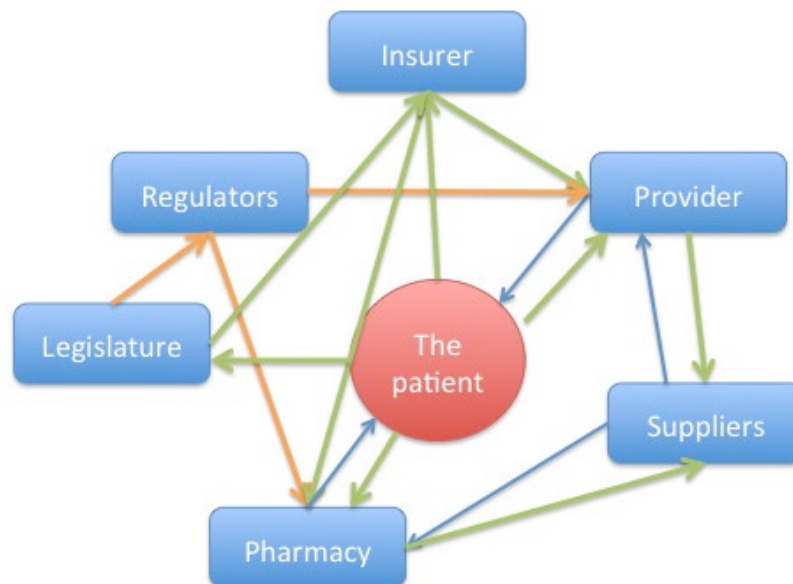 Insurer
Regulators
Provider
Legislature
The
patient
Suppliers
Pharmacy